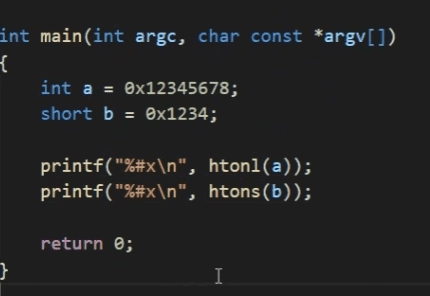 int main(int argc, char const *argv[])
{
    int a = 0x12345678;
    short b = 0x1234;
    printf("%#x\n", htonl(a));
    printf("%#x\n", htons(b));
    return 0;
}